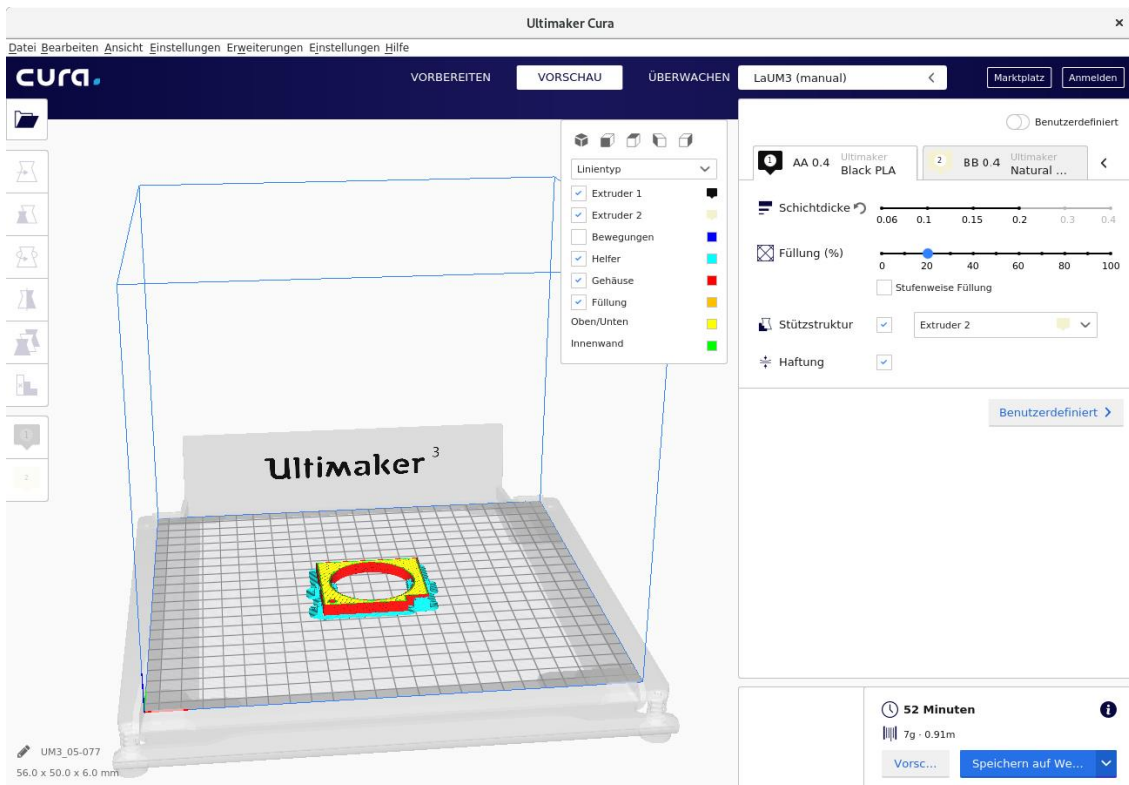 Ultimaker Cura
Datei Bearbeiten Ansicht Einstellungen Erweiterungen Einstellungen Hilfe
cura.
VORBEREITEN VORSCHAU ÜBERWACHEN LaUM3 (manual) Marktplatz Anmelden
Benutzerdefiniert
Linientyp
Extruder 1
Extruder 2
Bewegungen
Helfer
Gehäuse
Füllung
Oben/Unten
Innenwand
1 AA 0.4 Ultimaker Black PLA
2 BB 0.4 Ultimaker Natural ...
Schichtdicke
0.06 0.1 0.15 0.2 0.3 0.4
Füllung (%)
0 20 40 60 80 100
Stufenweise Füllung
Stützstruktur Extruder 2
Haftung
Benutzerdefiniert
1
2
Ultimaker 3
UM3_05-077
56.0 x 50.0 x 6.0 mm
52 Minuten
7g · 0.91m
Vorsc... Speichern auf We...